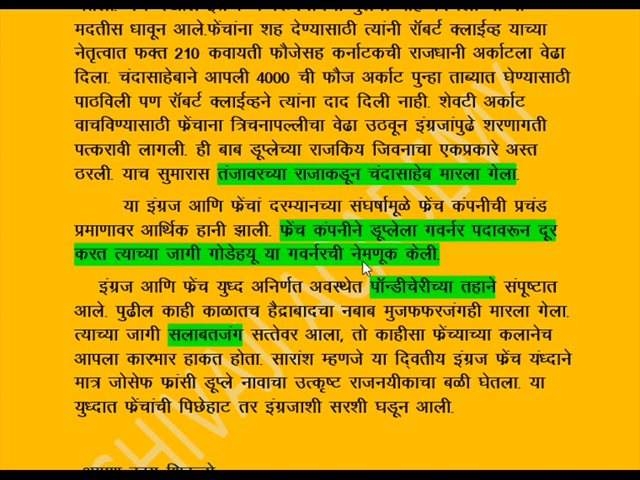 मदतीस धावून आले.फ्रेंचांना शह देण्यासाठी त्यांनी रॉबर्ट क्लाईव्ह याच्या
नेतृत्वात फक्त 210 कवायती फौजेसह कर्नाटकची राजधानी अर्काटला वेढा
दिला. चंदासाहेबाने आपली 4000 ची फौज अर्काट पुन्हा ताब्यात घेण्यासाठी
पाठविली पण रॉबर्ट क्लाईव्हने त्यांना दाद दिली नाही. शेवटी अर्काट
वाचविण्यासाठी फ्रेंचाना त्रिचनापल्लीचा वेढा उठवून इंग्रजांपुढे शरणागती
पत्करावी लागली. ही बाब डूप्लेच्या राजकिय जिवनाचा एकप्रकारे अस्त
ठरली. याच सुमारास तंजावरच्या राजाकडून चंदासाहेब मारला गेला.
या इंग्रज आणि फ्रेंचां दरम्यानच्या संघर्षामूळे फ्रेंच कंपनीची प्रचंड
प्रमाणावर आर्थिक हानी झाली. फ्रेंच कंपनीने डूप्लेला गवर्नर पदावरून दूर
करत त्याच्या जागी गोडेहयू या गवर्नरची नेमणूक केली.
इंग्रज आणि फ्रेंच युध्द अनिर्णत अवस्थेत पॉन्डीचेरीच्या तहाने संपूष्टात
आले. पुढील काही काळातच हैद्राबादचा नबाब मुजफफरजंगही मारला गेला.
त्याच्या जागी सलाबतजंग सत्तेवर आला, तो काहीसा फ्रेंच्याच्या कलानेच
आपला कारभार हाकत होता. सारांश म्हणजे या दि्वतीय इंग्रज फ्रेंच यंध्दाने
मात्र जोसेफ फ्रांसी डूप्ले नावाचा उत्कृष्ट राजनयीकाचा बळी घेतला. या
युध्दात फ्रेंचांची पिछेहाट तर इंग्रजाशी सरशी घडून आली.
SHIVAJI ACADEMY